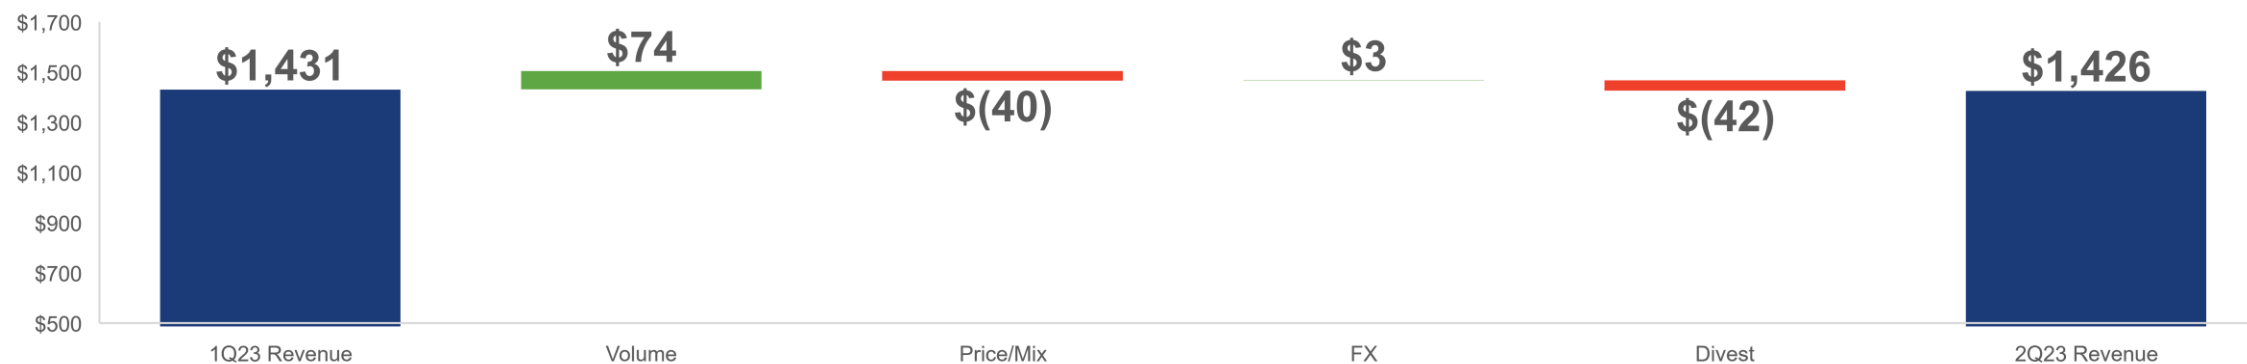 $1,700
$1,500
$1,300
$1,100
$900
$700
$500
$1,431
$74
$(40)
$3
$(42)
$1,426
1Q23 Revenue
Volume
Price/Mix
FX
Divest
2Q23 Revenue